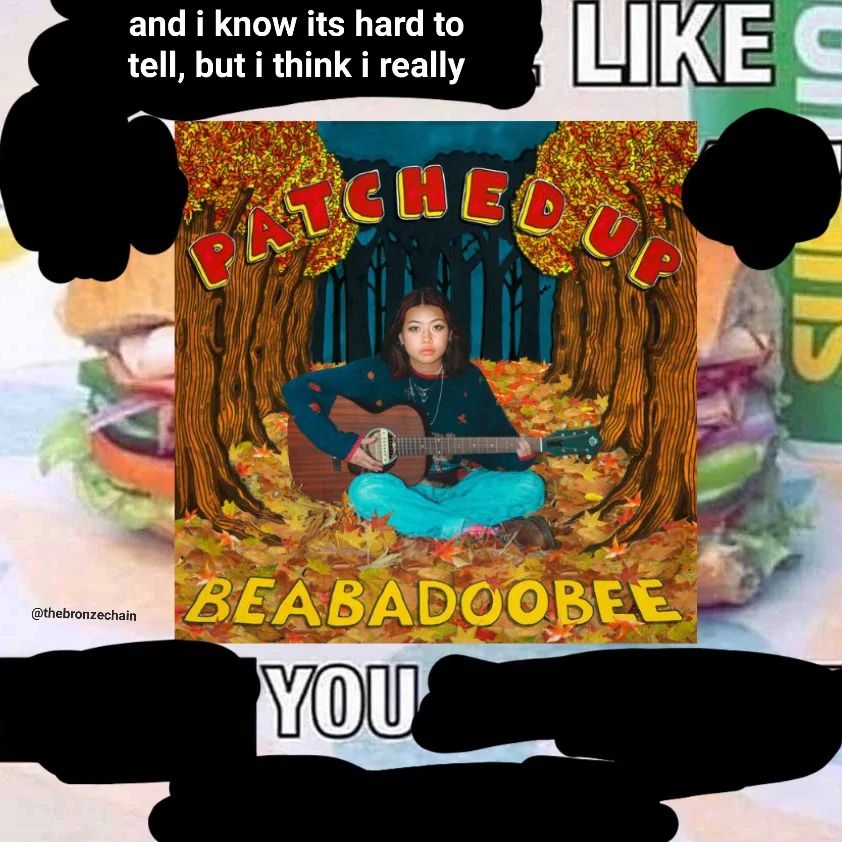 and i know its hard to
tell, but i think i really
LIKE
PATCHED UP
BEABADOOBEE
@thebronzechain
YOU